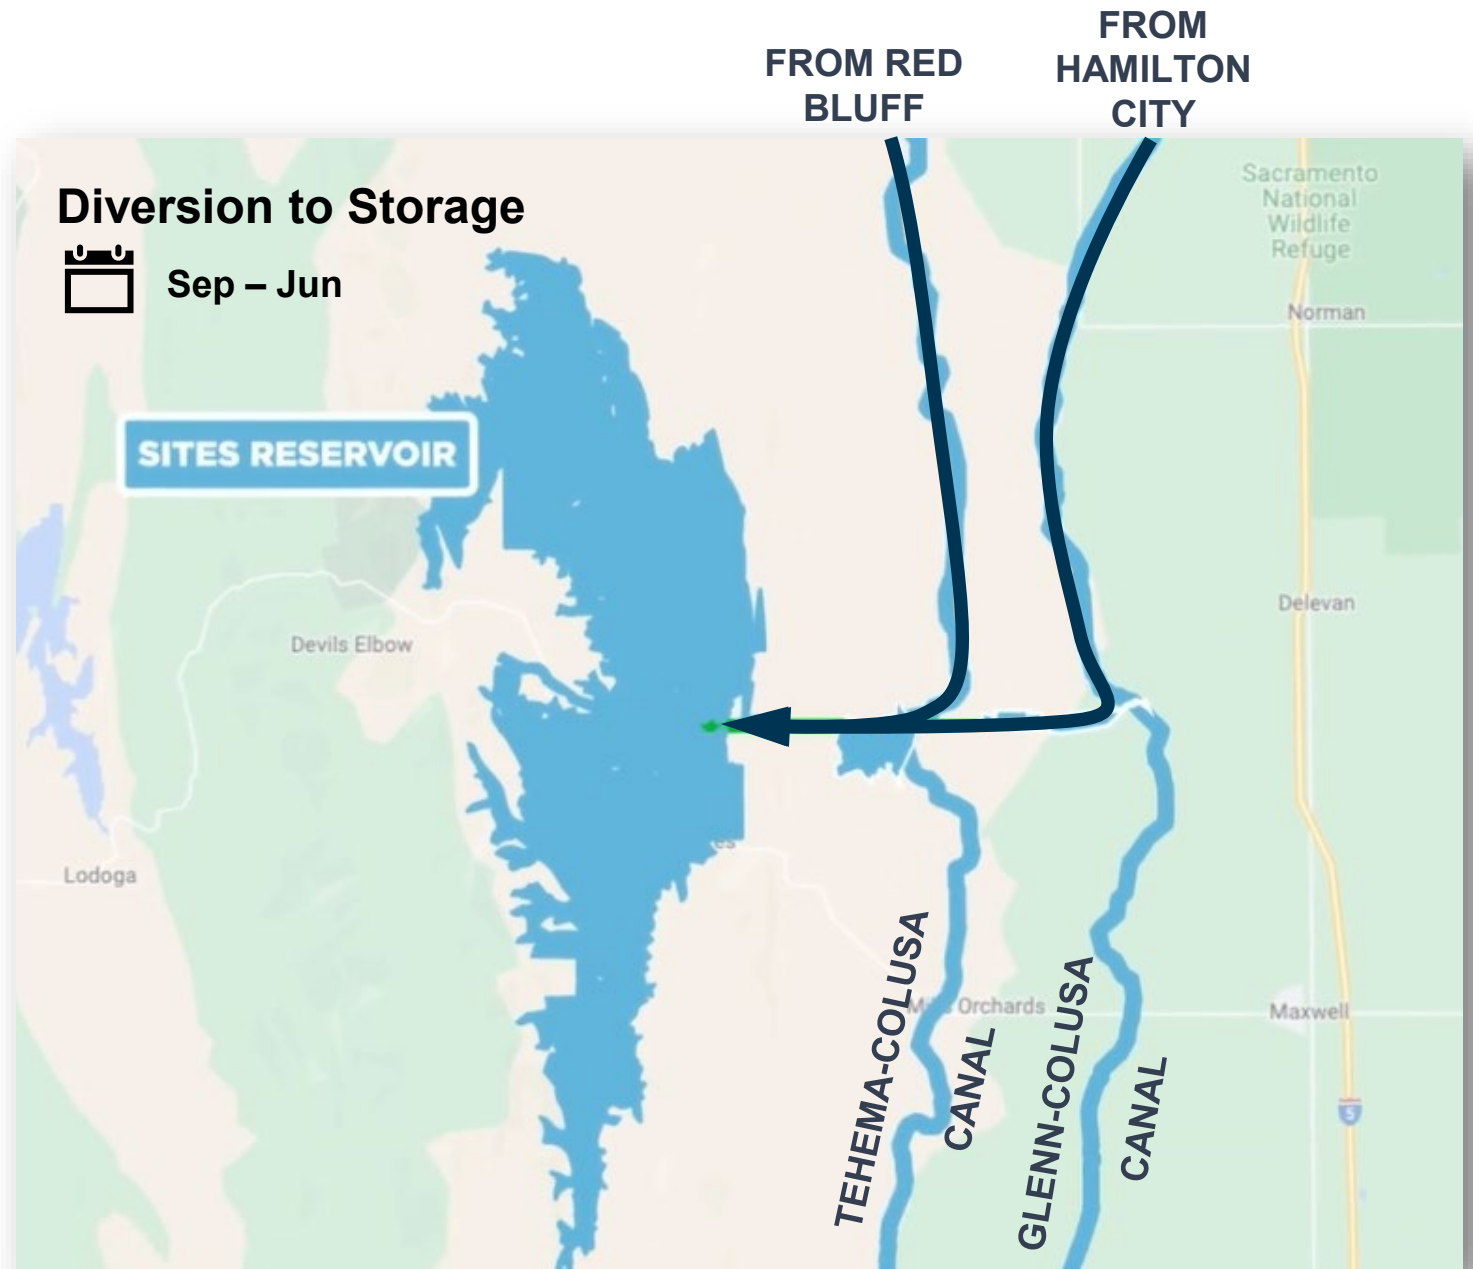 FROM RED
BLUFF
FROM
HAMILTON
CITY
Diversion to Storage
Sep – Jun
Sacramento
National
Wildlife
Refuge
Norman
SITES RESERVOIR
Delevan
Devils Elbow
Lodoga
TEHEMA-COLUSA
CANAL
GLENN-COLUSA
CANAL
Orchards
Maxwell
5